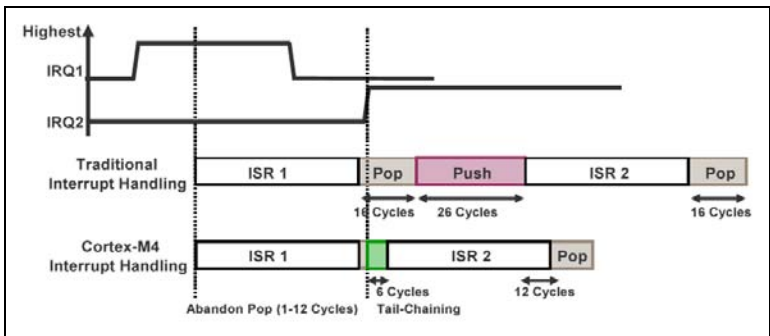 Highest
IRQ1
IRQ2
Traditional
Interrupt Handling
ISR 1
Pop
Push
ISR 2
Pop
16 Cycles
26 Cycles
16 Cycles
Cortex-M4
Interrupt Handling
ISR 1
ISR 2
Pop
6 Cycles
12 Cycles
Abandon Pop (1-12 Cycles)
Tail-Chaining